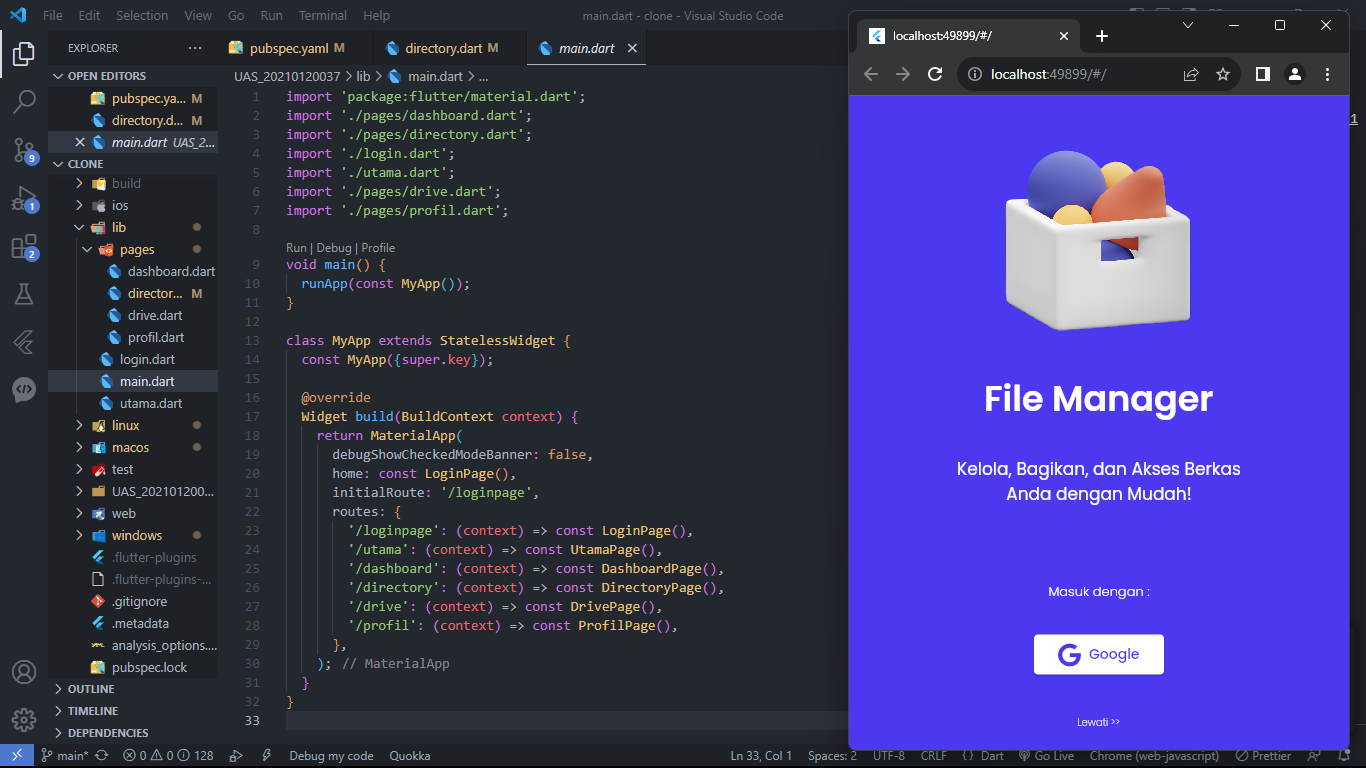 File Edit Selection View Go Run Terminal Help
main.dart - clone - Visual Studio Code
EXPLORER
OPEN EDITORS
pubspec.ya... M
directory.d... M
main.dart UAS_2...
CLONE
build
ios
lib
pages
dashboard.dart
director... M
drive.dart
profil.dart
login.dart
main.dart
utama.dart
linux
macos
test
UAS_202101200...
web
windows
.flutter-plugins
.flutter-plugins-...
.gitignore
.metadata
analysis_options....
pubspec.lock
OUTLINE
TIMELINE
DEPENDENCIES
9
1
2
pubspec.yaml M
directory.dart M
main.dart
UAS_20210120037 > lib > main.dart > ...
1 import 'package:flutter/material.dart';
2 import './pages/dashboard.dart';
3 import './pages/directory.dart';
4 import './login.dart';
5 import './utama.dart';
6 import './pages/drive.dart';
7 import './pages/profil.dart';
8
Run | Debug | Profile
9 void main() {
10 runApp(const MyApp());
11 }
12
13 class MyApp extends StatelessWidget {
14 const MyApp({super.key});
15
16 @override
17 Widget build(BuildContext context) {
18 return MaterialApp(
19 debugShowCheckedModeBanner: false,
20 home: const LoginPage(),
21 initialRoute: '/loginpage',
22 routes: {
23 '/loginpage': (context) => const LoginPage(),
24 '/utama': (context) => const UtamaPage(),
25 '/dashboard': (context) => const DashboardPage(),
26 '/directory': (context) => const DirectoryPage(),
27 '/drive': (context) => const DrivePage(),
28 '/profil': (context) => const ProfilPage(),
29 },
30 ); // MaterialApp
31 }
32 }
33
localhost:49899/#/
localhost:49899/#/
File Manager
Kelola, Bagikan, dan Akses Berkas
Anda dengan Mudah!
Masuk dengan :
Google
Lewati >>
1
main* 0 0 128 Debug my code Quokka Ln 33, Col 1 Spaces: 2 UTF-8 CRLF { } Dart Go Live Chrome (web-javascript) Prettier